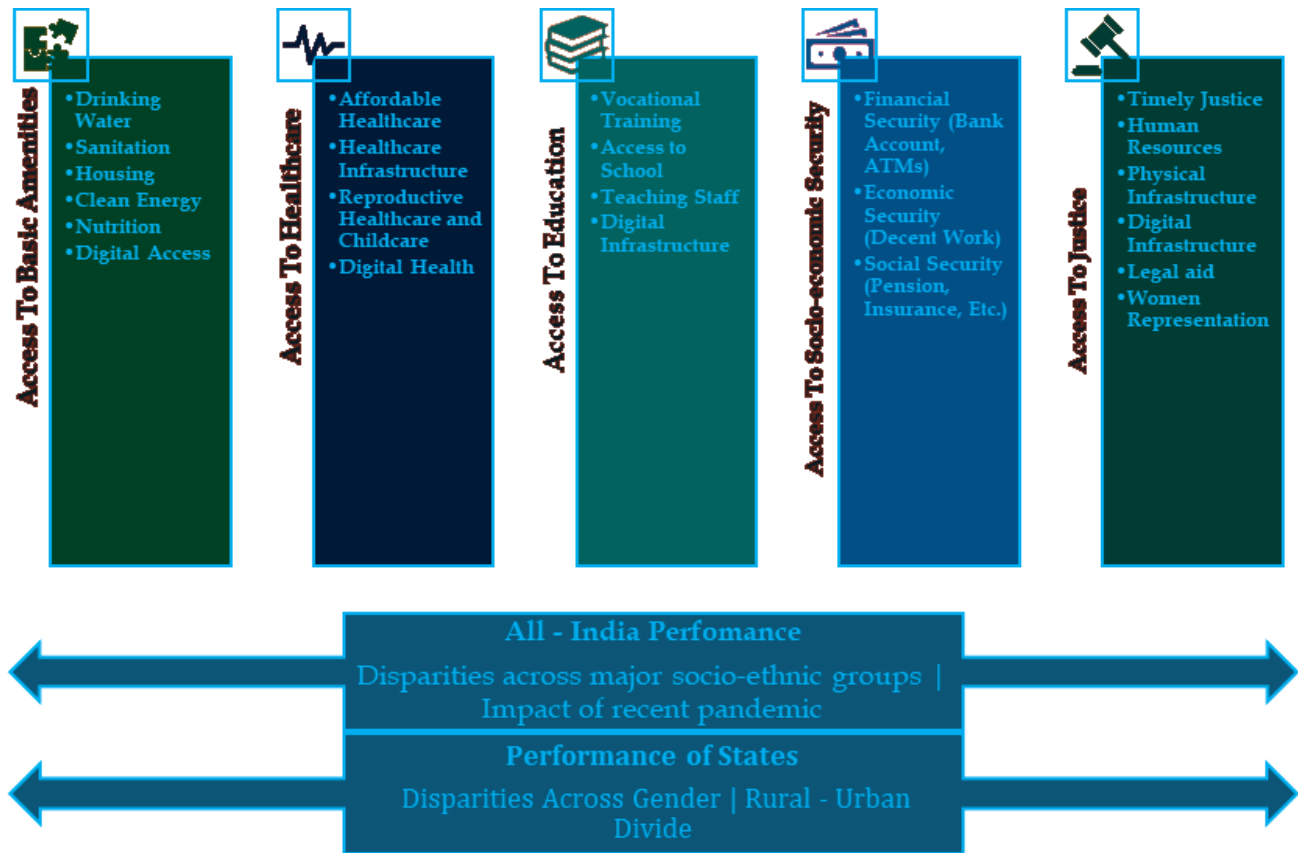 Access To Basic Amenities
•Drinking
Water
•Sanitation
•Housing
•Clean Energy
•Nutrition
•Digital Access
Access To Healthcare
•Affordable
Healthcare
•Healthcare
Infrastructure
•Reproductive
Healthcare and
Childcare
•Digital Health
Access To Education
•Vocational
Training
•Access to
School
•Teaching Staff
•Digital
Infrastructure
Access To Socio-economic Security
•Financial
Security (Bank
Account,
ATMs)
•Economic
Security
(Decent Work)
•Social Security
(Pension,
Insurance, Etc.)
Access To Justice
•Timely Justice
•Human
Resources
•Physical
Infrastructure
•Digital
Infrastructure
•Legal aid
•Women
Representation
All - India Perfomance
Disparities across major socio-ethnic groups |
Impact of recent pandemic
Performance of States
Disparities Across Gender | Rural - Urban
Divide